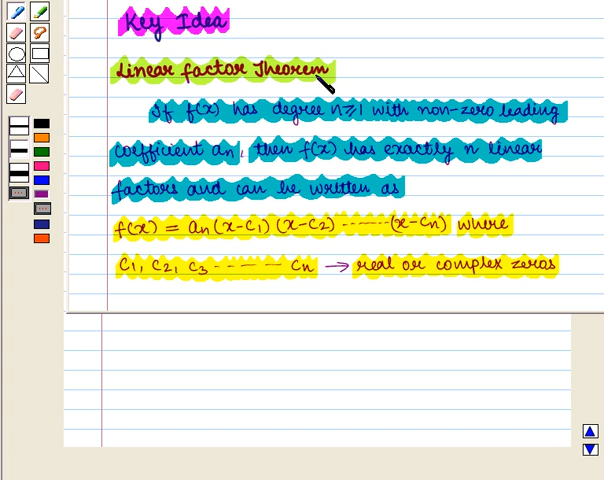 Key Idea
Linear factor Theorem
If f(x) has degree n≥1 with non-zero leading
coefficient an, then f(x) has exactly n linear
factors and can be written as
f(x) = an(x-c1)(x-c2) ------- (x-cn) where
c1, c2, c3 ------- cn → real or complex zeros